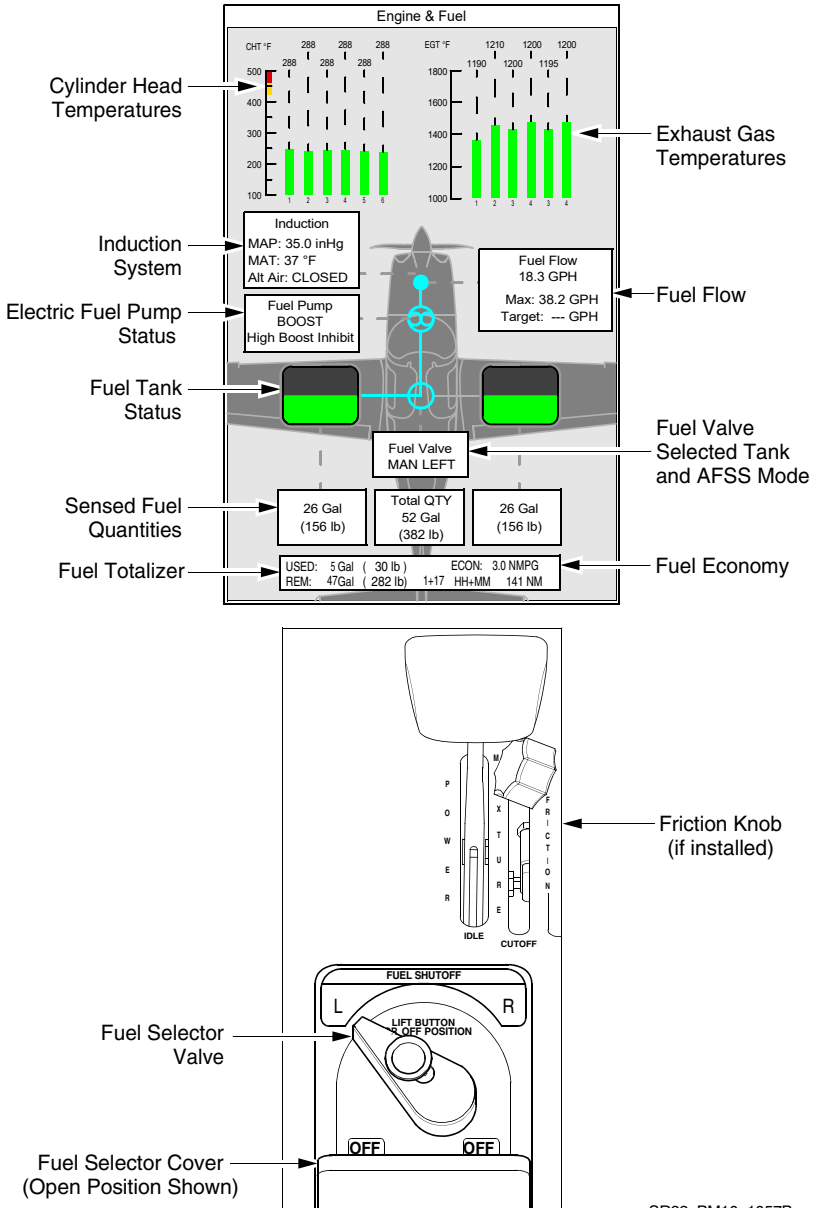 Engine & Fuel
CHT °F
288 288 288
288 288 288
500
400
300
200
100
1 2 3 4 5 6
EGT °F
1210 1200 1200
1190 1200 1195
1800
1600
1400
1200
1000
1 2 3 4 3 4
Cylinder Head
Temperatures
Exhaust Gas
Temperatures
Induction
System
Induction
MAP: 35.0 inHg
MAT: 37 °F
Alt Air: CLOSED
Fuel Flow
18.3 GPH
Max: 38.2 GPH
Target: --- GPH
Fuel Flow
Electric Fuel Pump
Status
Fuel Pump
BOOST
High Boost Inhibit
Fuel Tank
Status
Fuel Valve
MAN LEFT
Fuel Valve
Selected Tank
and AFSS Mode
Sensed Fuel
Quantities
26 Gal
(156 lb)
Total QTY
52 Gal
(382 lb)
26 Gal
(156 lb)
Fuel Totalizer
USED: 5 Gal ( 30 lb ) ECON: 3.0 NMPG
REM: 47Gal ( 282 lb) 1+17 HH+MM 141 NM
Fuel Economy
POWER
M XTURE
FRICTION
Friction Knob
(if installed)
IDLE
CUTOFF
FUEL SHUTOFF
L
R
LIFT BUTTON
OFF POSITION
Fuel Selector
Valve
OFF
OFF
Fuel Selector Cover
(Open Position Shown)